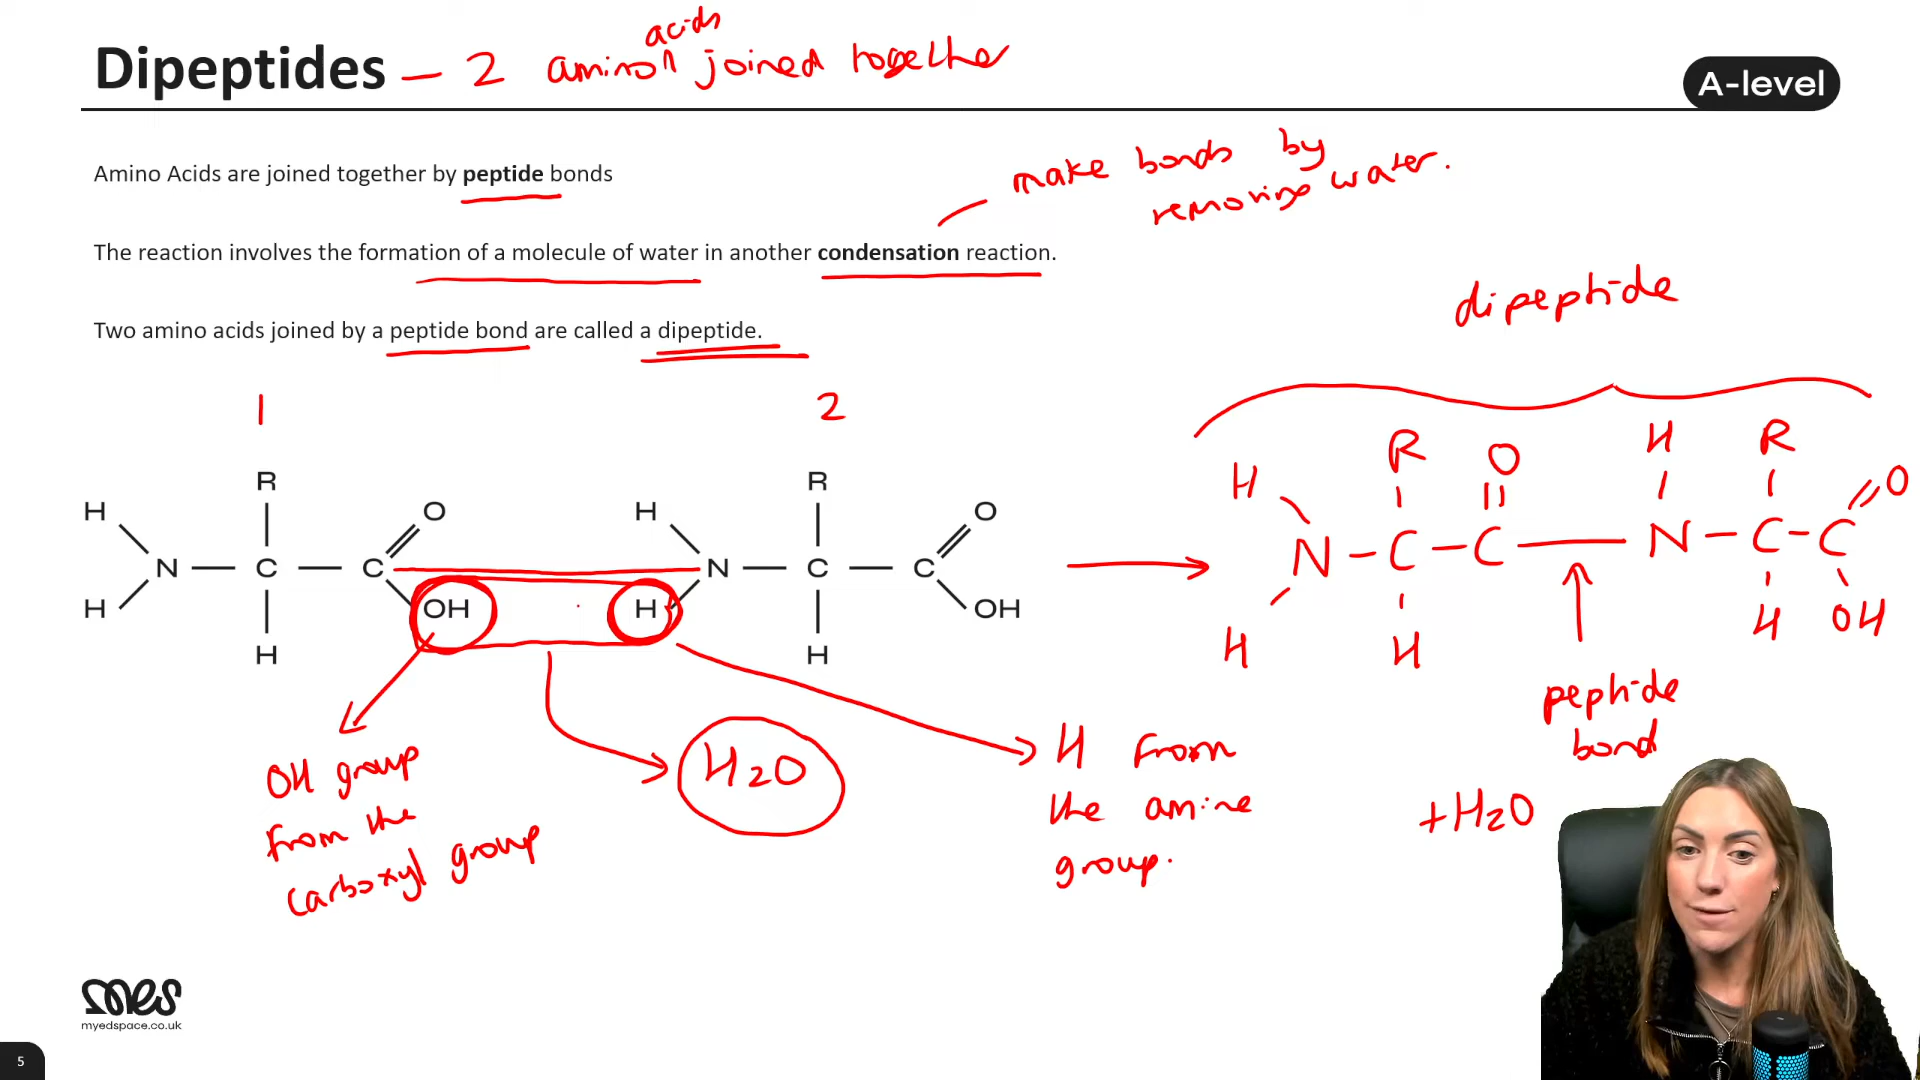 Dipeptides – 2 amino acids joined together
A-level
Amino Acids are joined together by peptide bonds
make bonds by
removing water.
The reaction involves the formation of a molecule of water in another condensation reaction.
dipeptide
Two amino acids joined by a peptide bond are called a dipeptide.
1
2
R
R
R
O
H
R
H
O
H
O
H
O
H
N
C
C
N
C
C
N
C
C
N
C
C
H
OH
H
OH
H
H
OH
H
H
H
H
peptide
bond
OH group
from the
carboxyl group
H2O
H from
the amine
group.
+H2O
mes
myedspace.co.uk
5